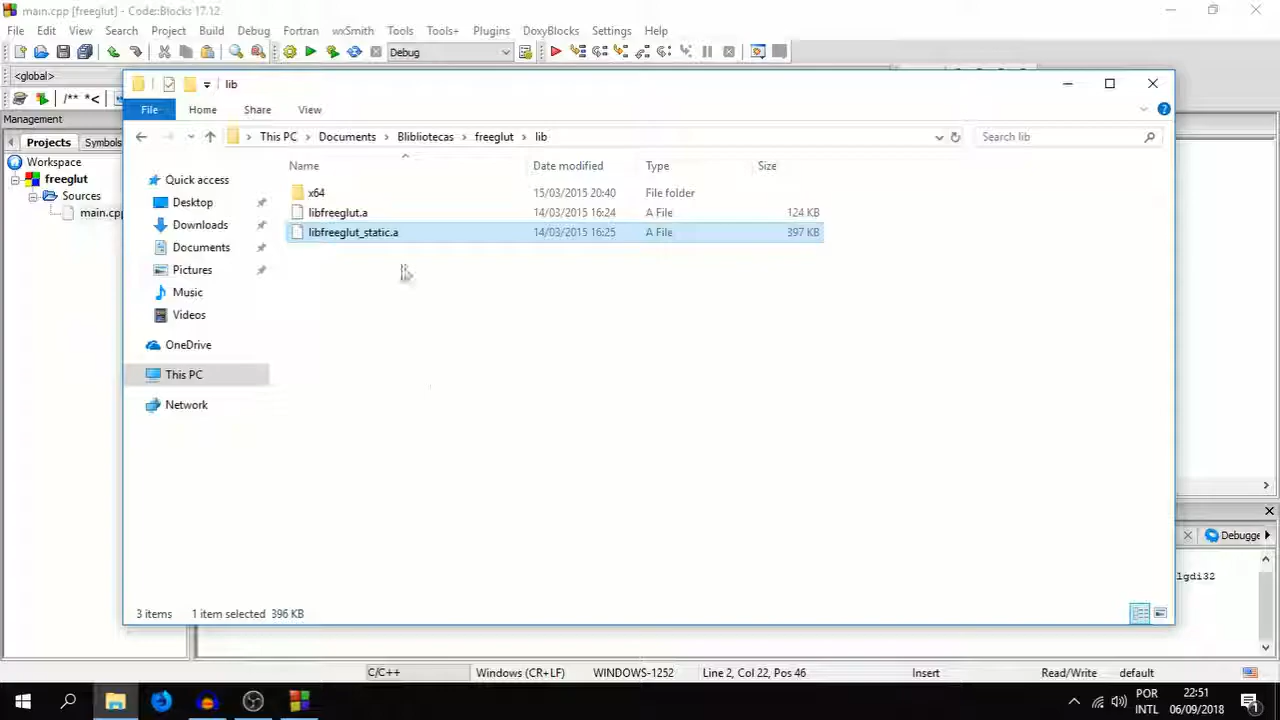 main.cpp [freeglut] - Code::Blocks 17.12
File Edit View Search Project Build Debug Fortran wxSmith Tools Tools+ Plugins DoxyBlocks Settings Help
Debug
<global>
lib
/** *<
File Home Share View
Management
This PC Documents Blibliotecas freeglut lib Search lib
Projects Symbols
Name Date modified Type Size
Workspace
freeglut
Sources
main.cpp
Quick access
Desktop
Downloads
Documents
Pictures
Music
Videos
OneDrive
This PC
Network
x64 15/03/2015 20:40 File folder
libfreeglut.a 14/03/2015 16:24 A File 124 KB
libfreeglut_static.a 14/03/2015 16:25 A File 397 KB
Debugge
lgdi32
3 items 1 item selected 396 KB
C/C++ Windows (CR+LF) WINDOWS-1252 Line 2, Col 22, Pos 46 Insert Read/Write default
POR 22:51
INTL 06/09/2018 1